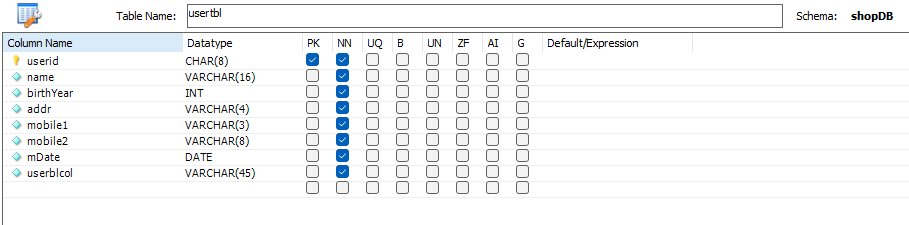 Table Name: usertbl Schema: shopDB
Column Name Datatype PK NN UQ B UN ZF AI G Default/Expression
userid CHAR(8)
name VARCHAR(16)
birthYear INT
addr VARCHAR(4)
mobile1 VARCHAR(3)
mobile2 VARCHAR(8)
mDate DATE
userblcol VARCHAR(45)